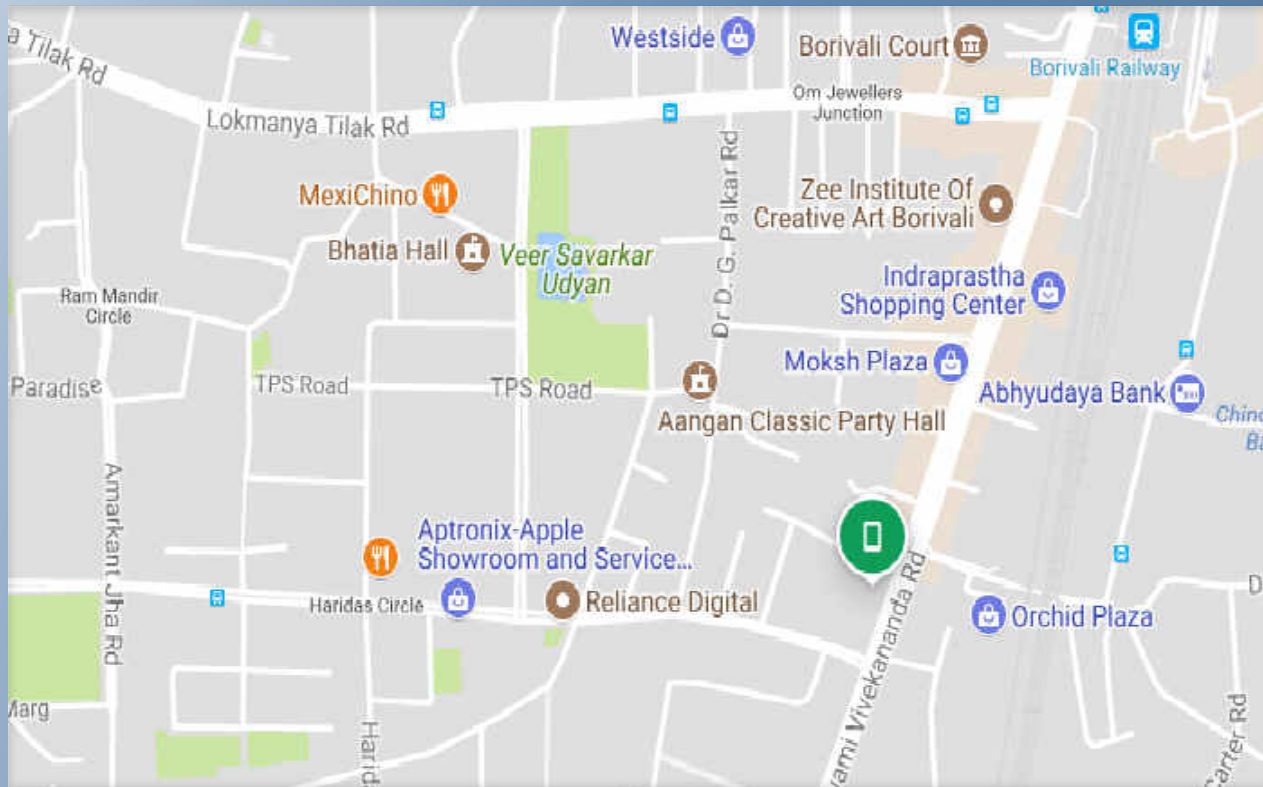 Westside
Borivali Court
Borivali Railway
a Tilak Rd
Om Jewellers
Junction
Lokmanya Tilak Rd
Dr D. G. Palkar Rd
MexiChino
Zee Institute Of
Creative Art Borivali
Bhatia Hall
Veer Savarkar
Udyan
Indraprastha
Shopping Center
Ram Mandir
Circle
Moksh Plaza
Paradise
TPS Road
TPS Road
Abhyudaya Bank
Aangan Classic Party Hall
Amarkant Jha Rd
Aptronix-Apple
Showroom and Service...
Haridas Circle
Reliance Digital
Orchid Plaza
D
Marg
Harid
ami Vivekananda Rd
Carter Rd